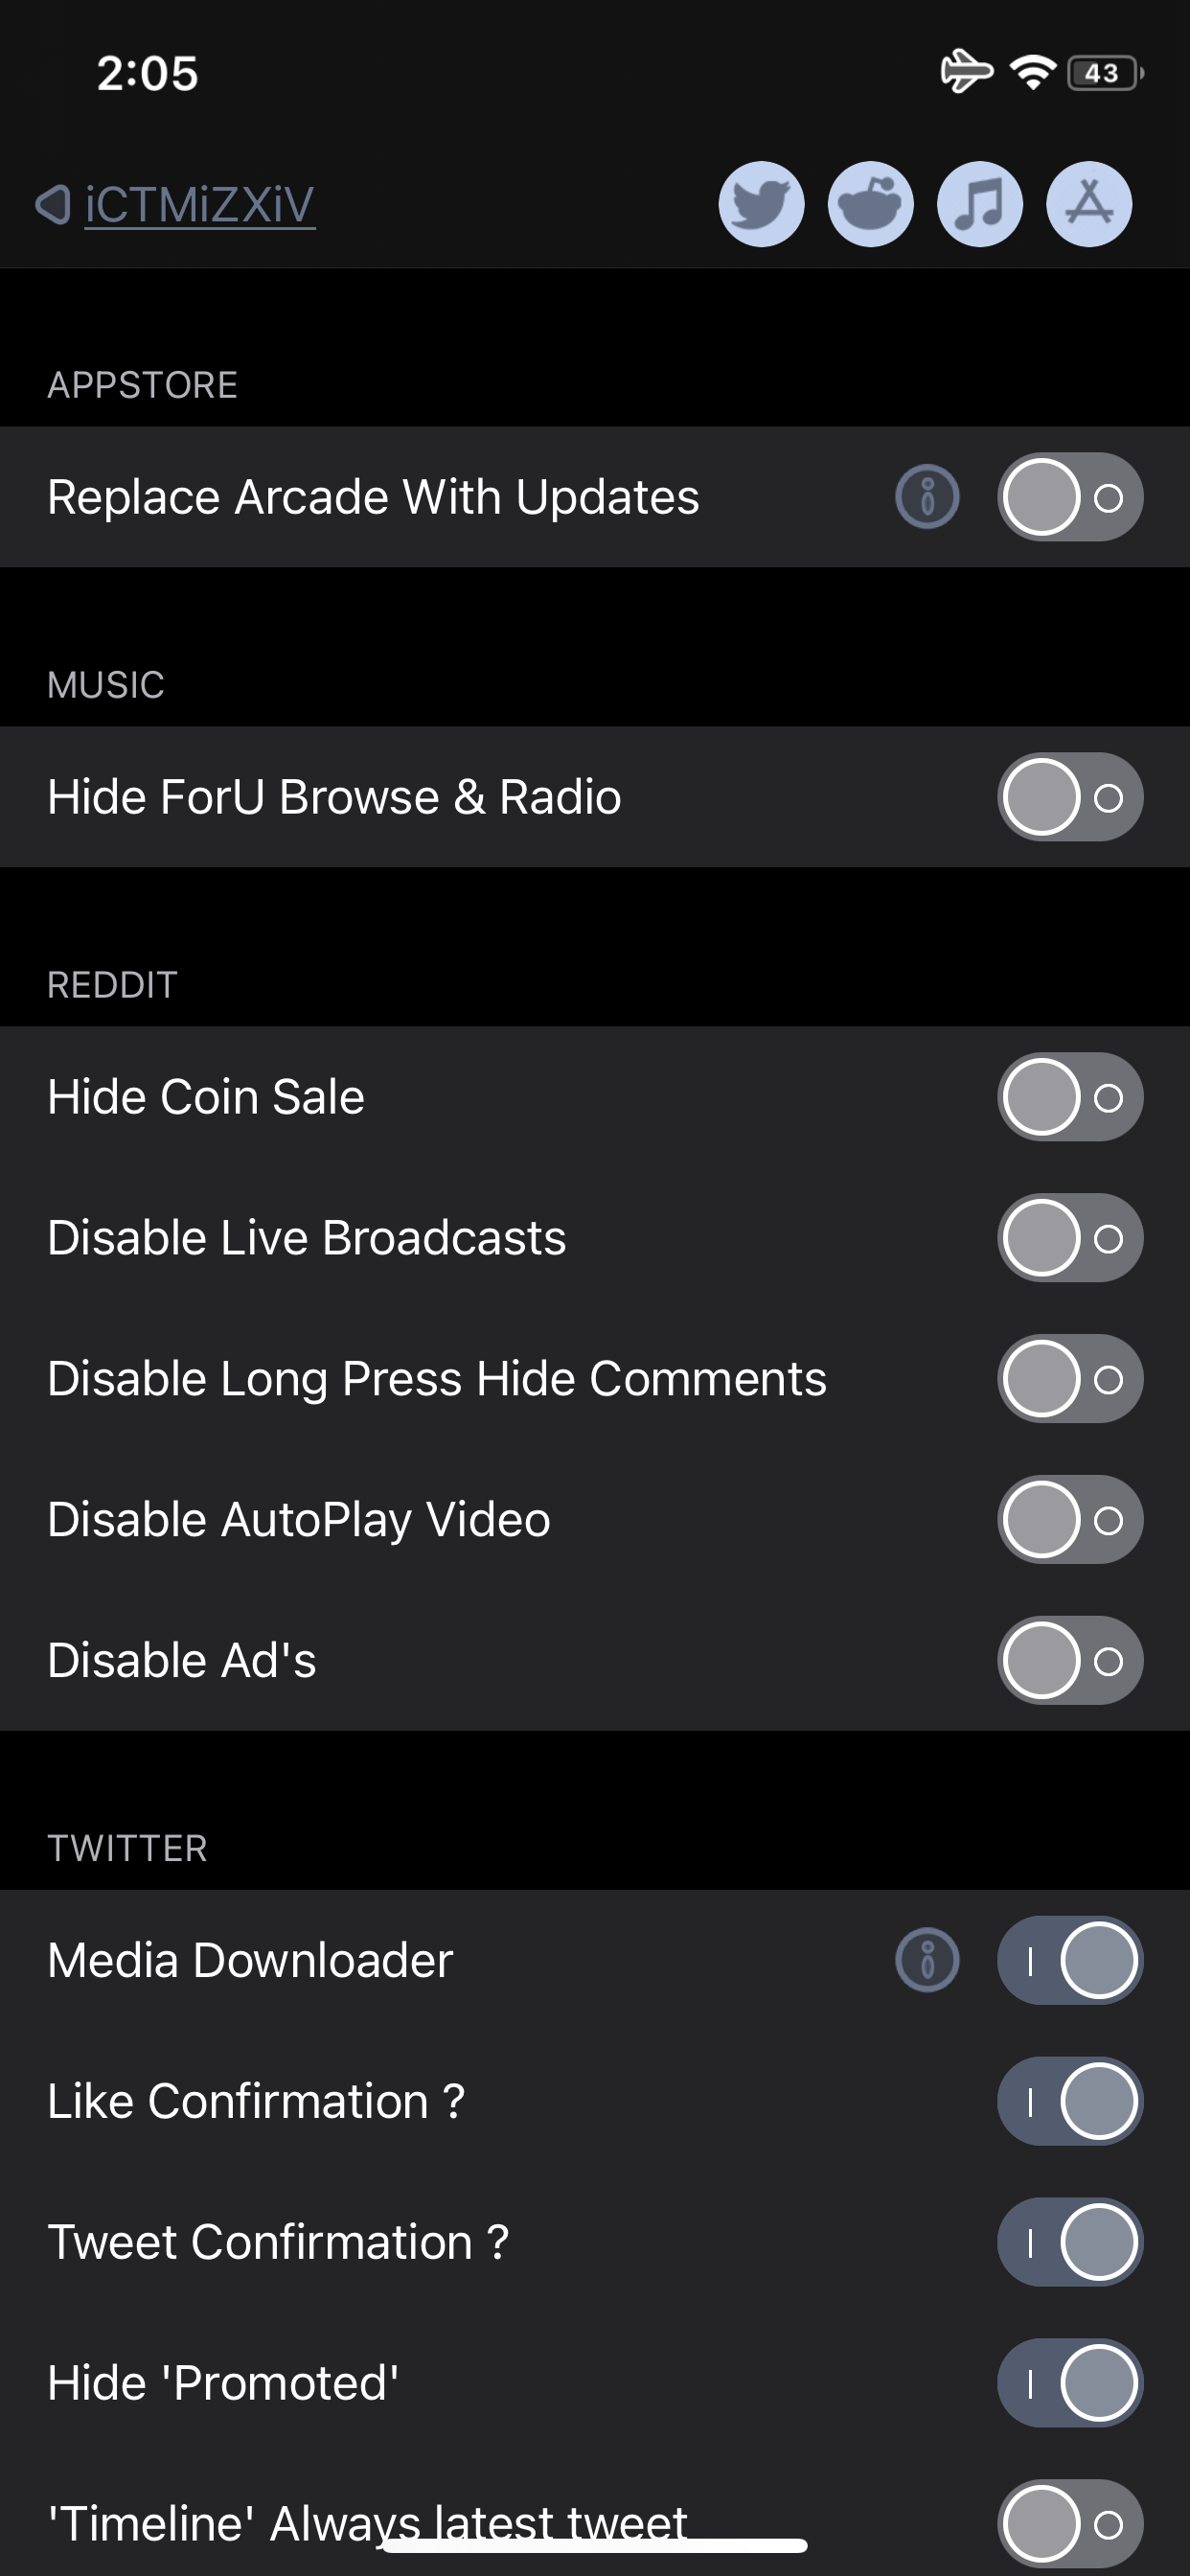 2:05
43
iCTMiZXiV
APPSTORE
Replace Arcade With Updates
MUSIC
Hide ForU Browse & Radio
REDDIT
Hide Coin Sale
Disable Live Broadcasts
Disable Long Press Hide Comments
Disable AutoPlay Video
Disable Ad's
TWITTER
Media Downloader
Like Confirmation ?
Tweet Confirmation ?
Hide 'Promoted'
'Timeline' Always latest tweet